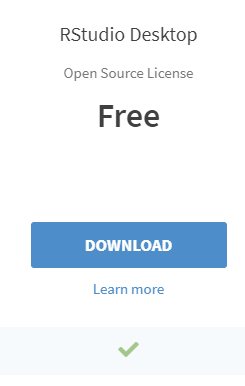 RStudio Desktop
Open Source License
Free
DOWNLOAD
Learn more